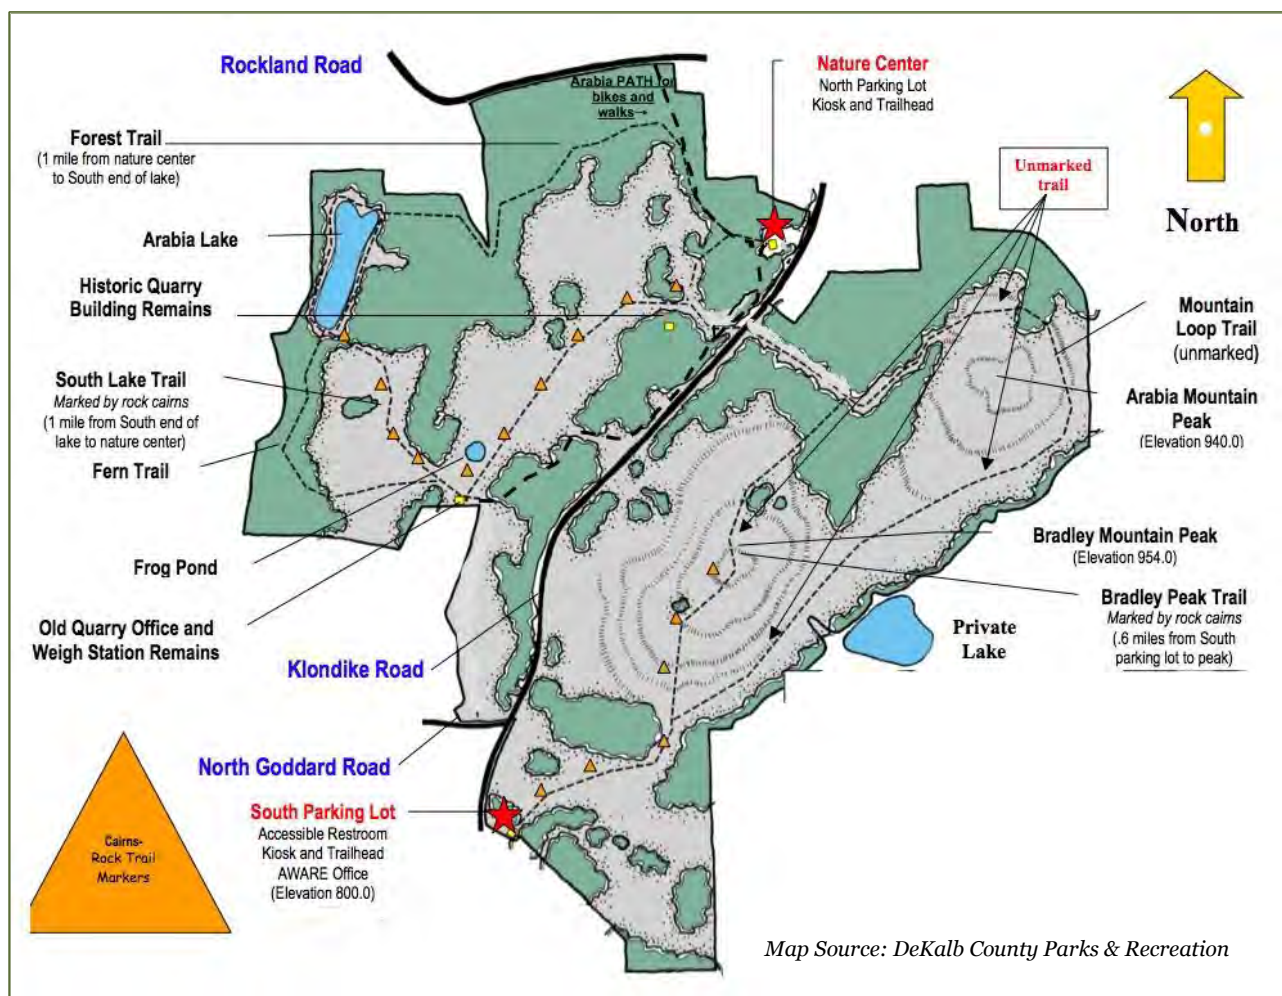 Rockland Road
Arabia PATH for
bikes and
walks→
Nature Center
North Parking Lot
Kiosk and Trailhead
North
Unmarked
trail
Forest Trail
(1 mile from nature center
to South end of lake)
Arabia Lake
Historic Quarry
Building Remains
South Lake Trail
Marked by rock cairns
(1 mile from South end of
lake to nature center)
Fern Trail
Frog Pond
Old Quarry Office and
Weigh Station Remains
Klondike Road
North Goddard Road
South Parking Lot
Accessible Restroom
Kiosk and Trailhead
AWARE Office
(Elevation 800.0)
Mountain
Loop Trail
(unmarked)
Arabia Mountain
Peak
(Elevation 940.0)
Bradley Mountain Peak
(Elevation 954.0)
Bradley Peak Trail
Marked by rock cairns
(.6 miles from South
parking lot to peak)
Private
Lake
Cairns-
Rock Trail
Markers
Map Source: DeKalb County Parks & Recreation